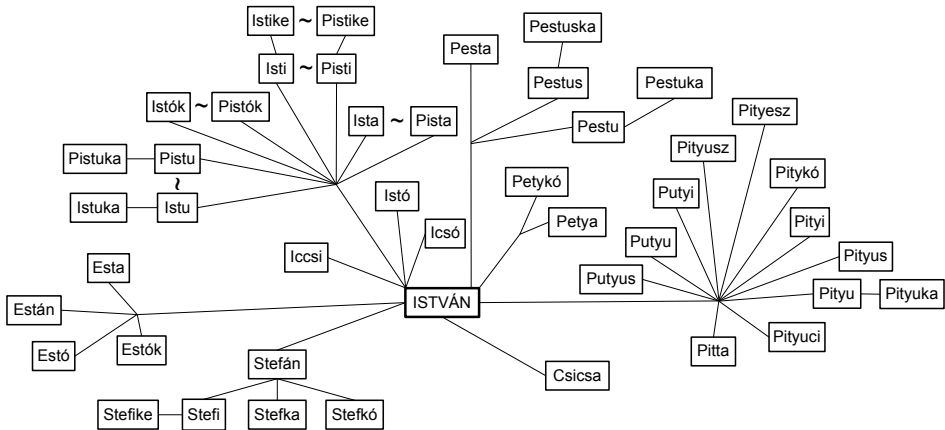 Istike ~ Pistike
Isti ~ Pisti
Istók ~ Pistók
Ista ~ Pista
Pistuka Pistu
~
Istuka Istu
Pesta
Pestuska
Pestus
Pestuka
Pestu
Istó
Icsó
Iccsi
Petykó
Petya
Pityesz
Pityusz
Pitykó
Putyi
Pityi
Putyu
Pityus
Putyus
Pityu Pityuka
Pityuci
Pitta
ISTVÁN
Esta
Están
Estó
Estók
Stefán
Stefike Stefi Stefka Stefkó
Csicsa